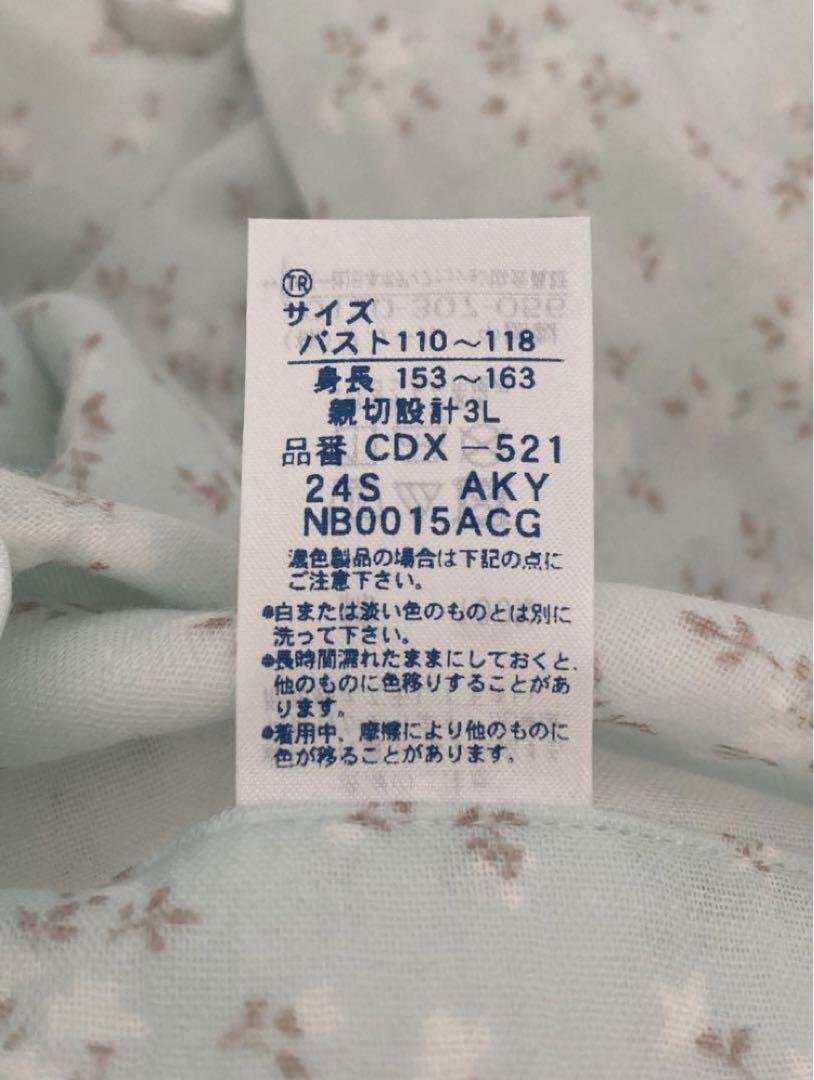 TR
サイズ
バスト110～118
身長 153～163
親切設計3L
品番 CDX-521
24S AKY
NB0015ACG
濃色製品の場合は下記の点に
ご注意下さい。
●白または淡い色のものとは別に
洗って下さい。
●長時間濡れたままにしておくと、
他のものに色移りすることがあ
ります。
●着用中、摩擦により他のものに
色が移ることがあります。